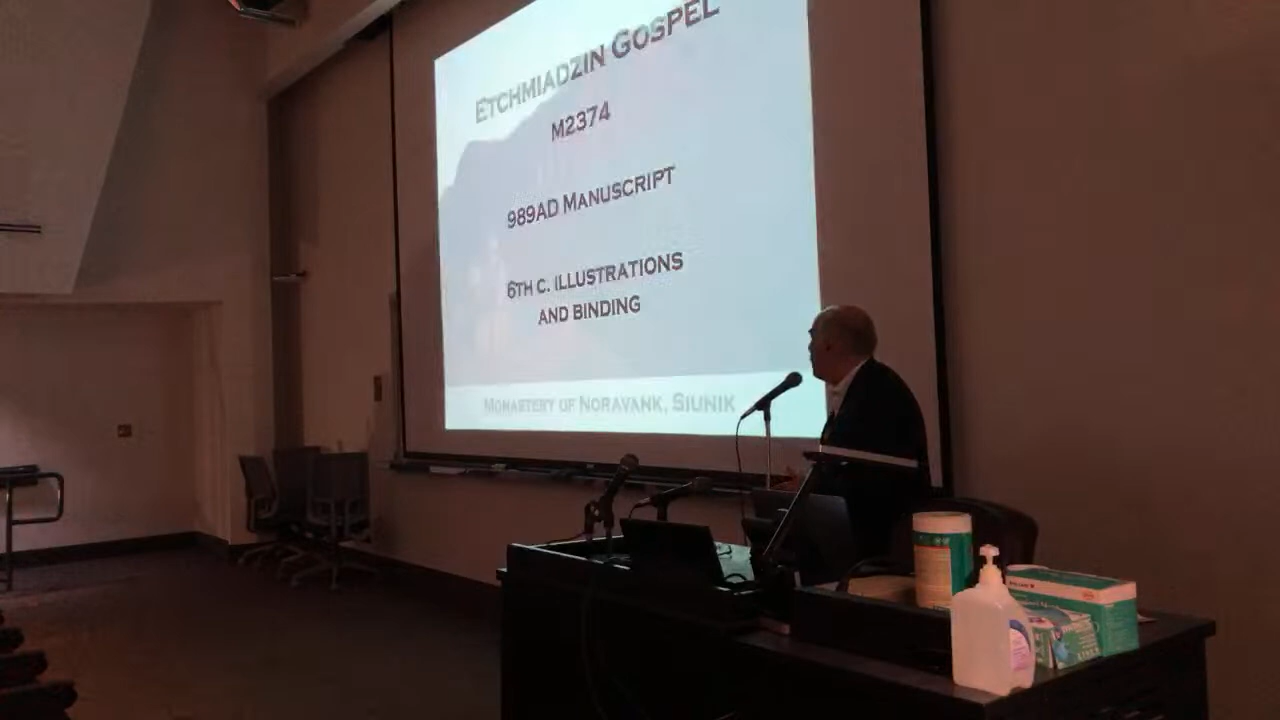 ETCHMIADZIN GOSPEL
M2374
989AD MANUSCRIPT
6TH C. ILLUSTRATIONS
AND BINDING
MONASTERY OF NORAVANK, SIUNIK